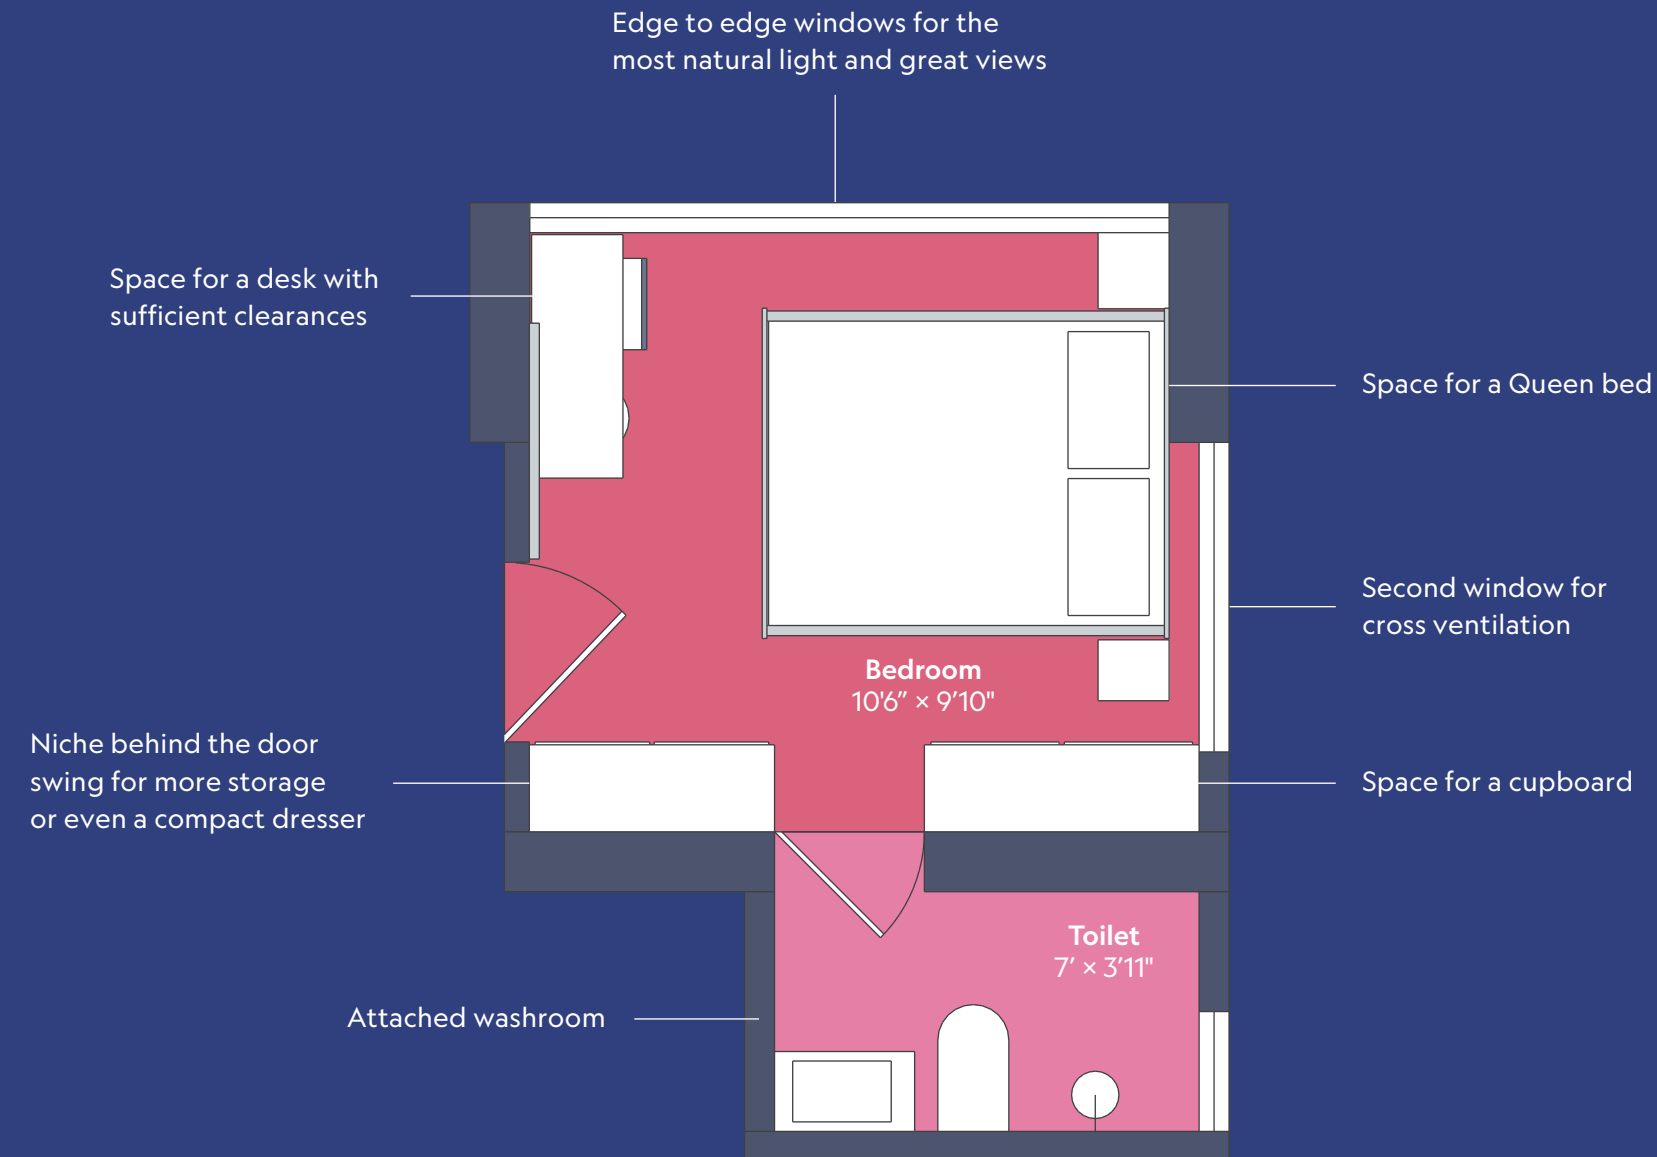 Edge to edge windows for the
most natural light and great views
Space for a desk with
sufficient clearances
Space for a Queen bed
Second window for
cross ventilation
Bedroom
10'6” × 9’10"
Niche behind the door
swing for more storage
or even a compact dresser
Space for a cupboard
Toilet
7’ × 3’11"
Attached washroom